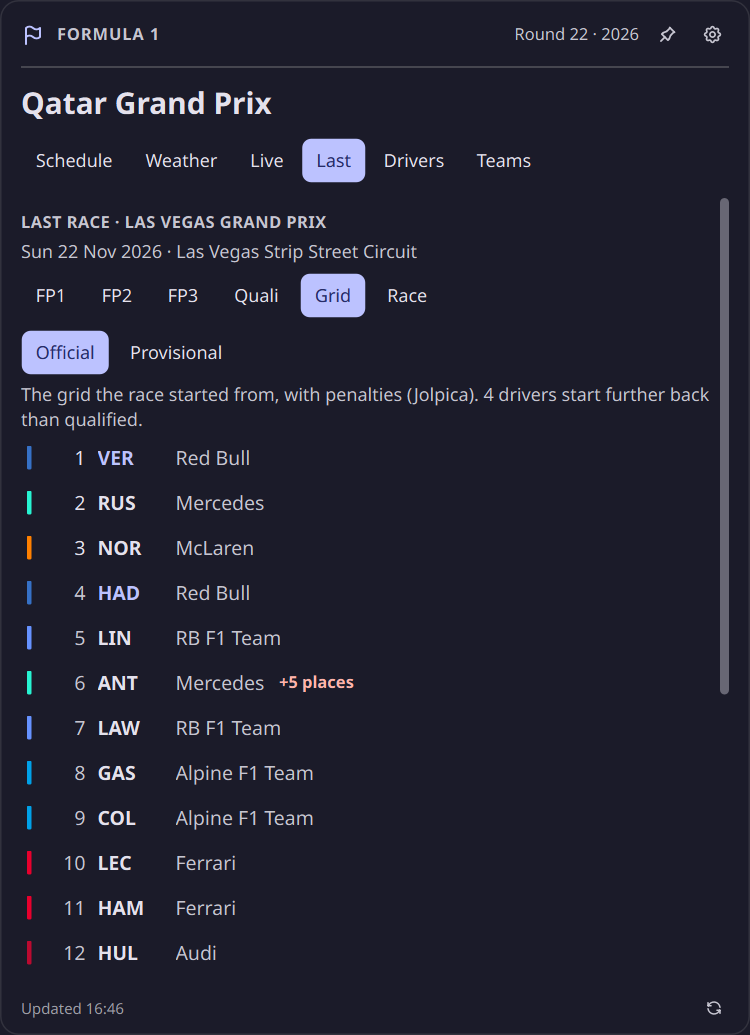 FORMULA 1
Round 22 · 2026
Qatar Grand Prix
Schedule Weather Live Last Drivers Teams
LAST RACE · LAS VEGAS GRAND PRIX
Sun 22 Nov 2026 · Las Vegas Strip Street Circuit
FP1 FP2 FP3 Quali Grid Race
Official Provisional
The grid the race started from, with penalties (Jolpica). 4 drivers start further back
than qualified.
1 VER Red Bull
2 RUS Mercedes
3 NOR McLaren
4 HAD Red Bull
5 LIN RB F1 Team
6 ANT Mercedes +5 places
7 LAW RB F1 Team
8 GAS Alpine F1 Team
9 COL Alpine F1 Team
10 LEC Ferrari
11 HAM Ferrari
12 HUL Audi
Updated 16:46